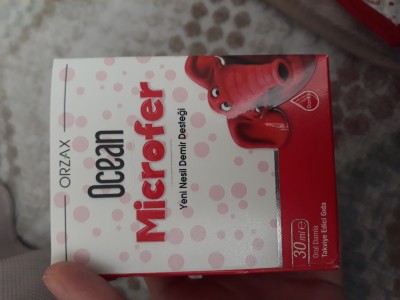 ORZAX
Ocean
Microfer
Yeni Nesil Demir Desteği
30 ml e
Oral Damla
Takviye Edici Gıda